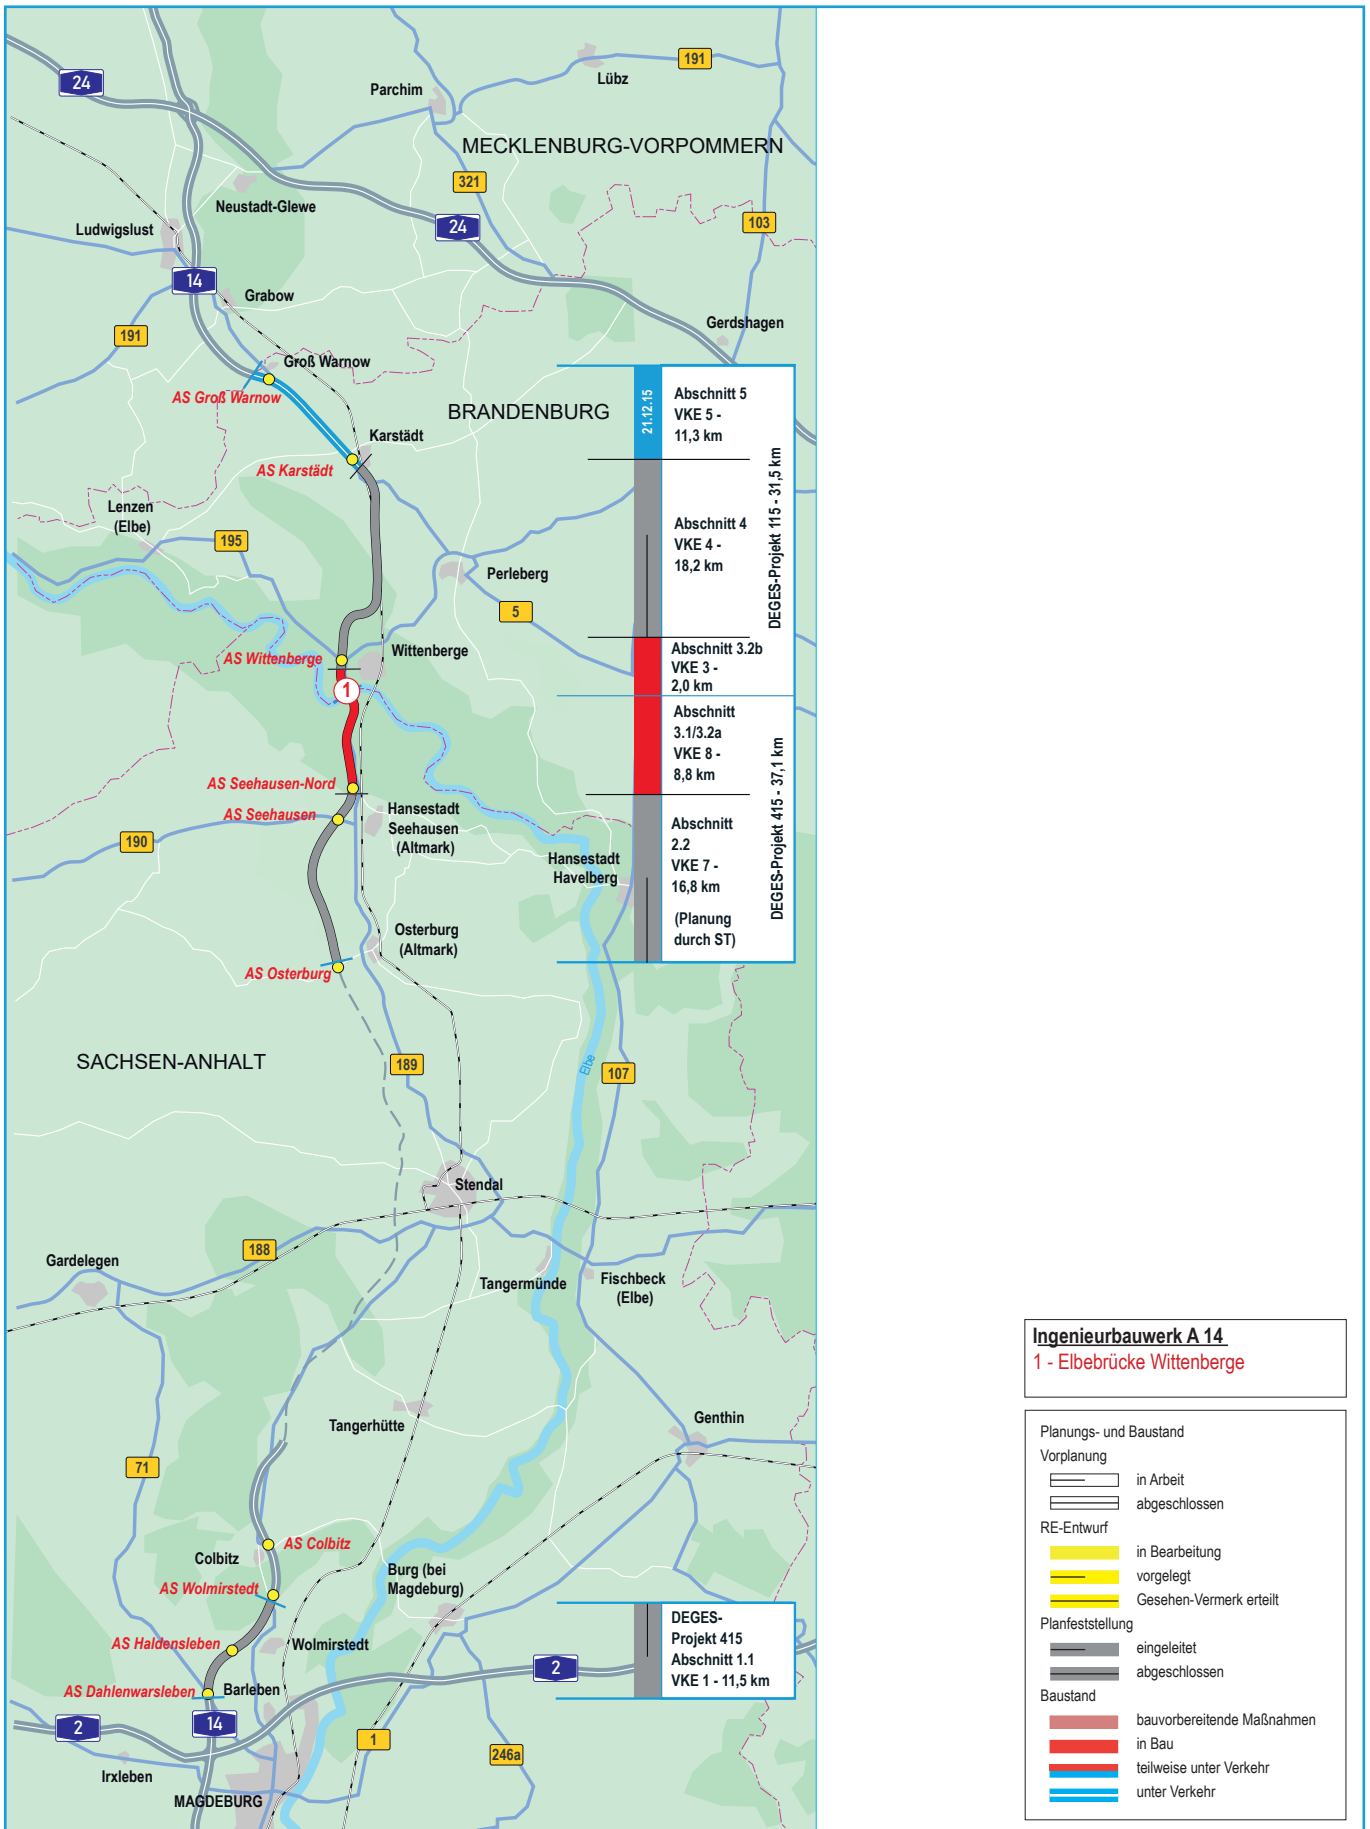 24
Parchim
Lübz
191
MECKLENBURG-VORPOMMERN
321
Neustadt-Glewe
103
Ludwigslust
24
14
Grabow
191
Gerdshagen
Groß Warnow
AS Groß Warnow
BRANDENBURG
Karstädt
AS Karstädt
Lenzen
(Elbe)
195
Perleberg
5
AS Wittenberge
Wittenberge
1
AS Seehausen-Nord
AS Seehausen
Hansestadt
Seehausen
(Altmark)
190
Hansestadt
Havelberg
Osterburg
(Altmark)
AS Osterburg
21.12.15
Abschnitt 5
VKE 5 -
11,3 km
Abschnitt 4
VKE 4 -
18,2 km
Abschnitt 3.2b
VKE 3 -
2,0 km
DEGES-Projekt 115 - 31,5 km
Abschnitt
3.1/3.2a
VKE 8 -
8,8 km
Abschnitt
2.2
VKE 7 -
16,8 km
(Planung
durch ST)
DEGES-Projekt 415 - 37,1 km
SACHSEN-ANHALT
189
Elbe
107
Stendal
188
Gardelegen
Tangermünde
Fischbeck
(Elbe)
Tangerhütte
Genthin
71
AS Colbitz
Colbitz
AS Wolmirstedt
Burg (bei
Magdeburg)
AS Haldensleben
Wolmirstedt
AS Dahlenwarsleben
Barleben
2
DEGES-
Projekt 415
Abschnitt 1.1
VKE 1 - 11,5 km
2
14
1
246a
Irxleben
MAGDEBURG
Ingenieurbauwerk A 14
1 - Elbebrücke Wittenberge
Planungs- und Baustand
Vorplanung
in Arbeit
abgeschlossen
RE-Entwurf
in Bearbeitung
vorgelegt
Gesehen-Vermerk erteilt
Planfeststellung
eingeleitet
abgeschlossen
Baustand
bauvorbereitende Maßnahmen
in Bau
teilweise unter Verkehr
unter Verkehr